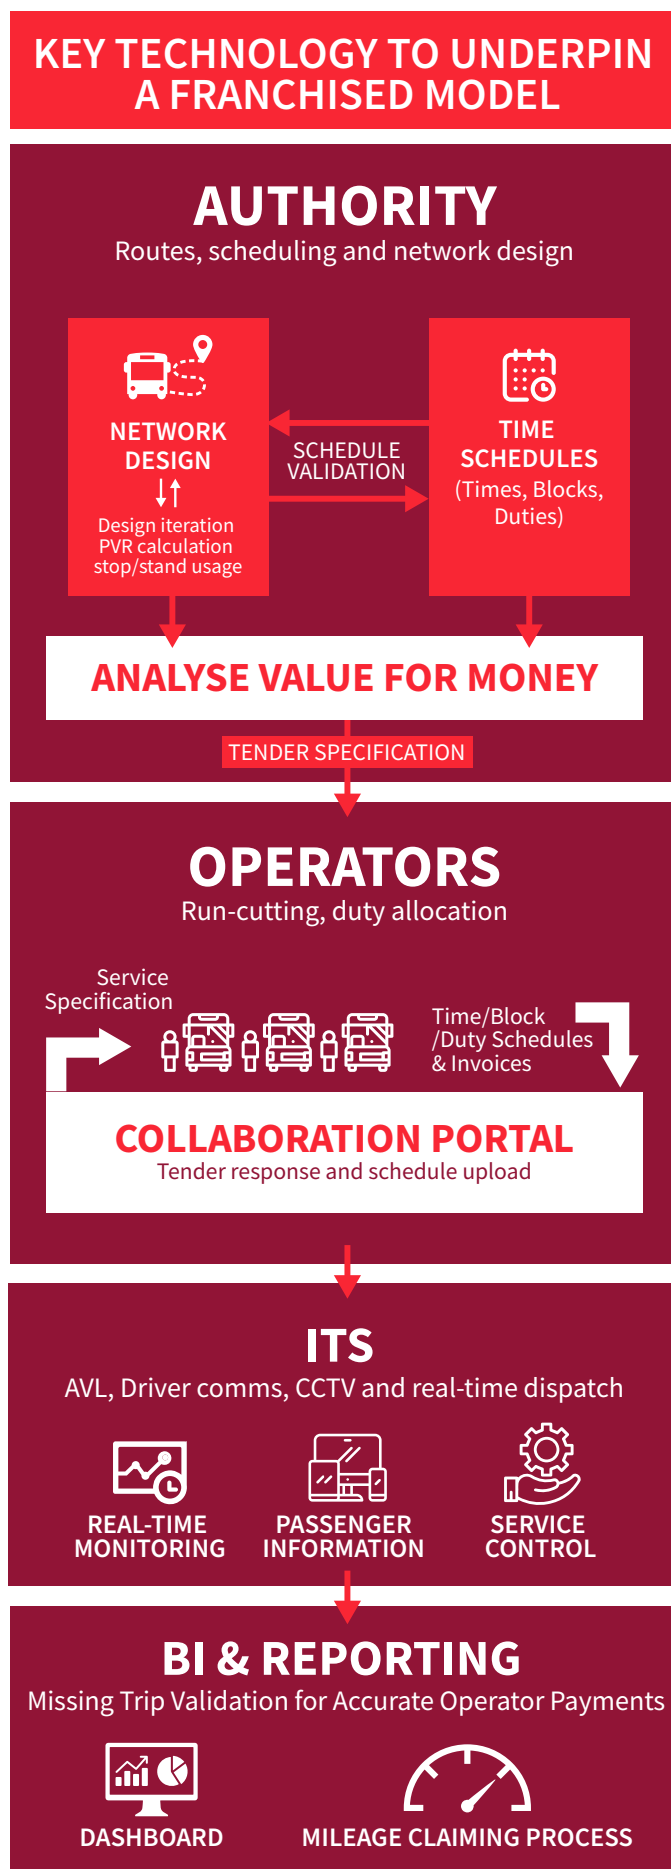 KEY TECHNOLOGY TO UNDERPIN
A FRANCHISED MODEL
AUTHORITY
Routes, scheduling and network design
NETWORK
DESIGN
Design iteration
PVR calculation
stop/stand usage
SCHEDULE
VALIDATION
TIME
SCHEDULES
(Times, Blocks,
Duties)
ANALYSE VALUE FOR MONEY
TENDER SPECIFICATION
OPERATORS
Run-cutting, duty allocation
Service
Specification
Time/Block
/Duty Schedules
& Invoices
COLLABORATION PORTAL
Tender response and schedule upload
ITS
AVL, Driver comms, CCTV and real-time dispatch
REAL-TIME
MONITORING
PASSENGER
INFORMATION
SERVICE
CONTROL
BI & REPORTING
Missing Trip Validation for Accurate Operator Payments
DASHBOARD
MILEAGE CLAIMING PROCESS